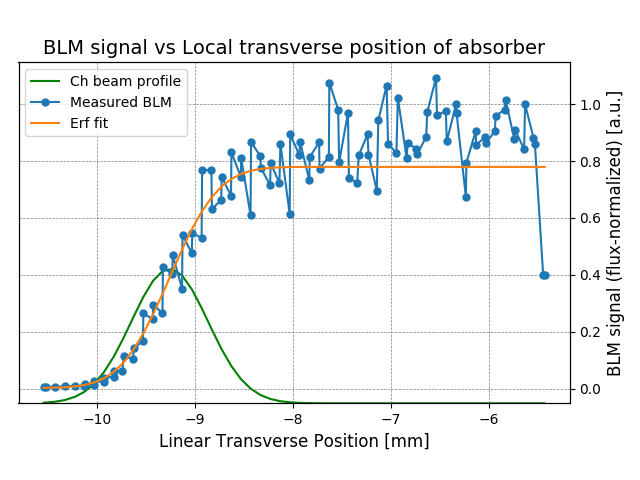 BLM signal vs Local transverse position of absorber
Ch beam profile
Measured BLM
Erf fit
1.0
0.8
0.6
0.4
0.2
0.0
BLM signal (flux-normalized) [a.u.]
−10 −9 −8 −7 −6
Linear Transverse Position [mm]